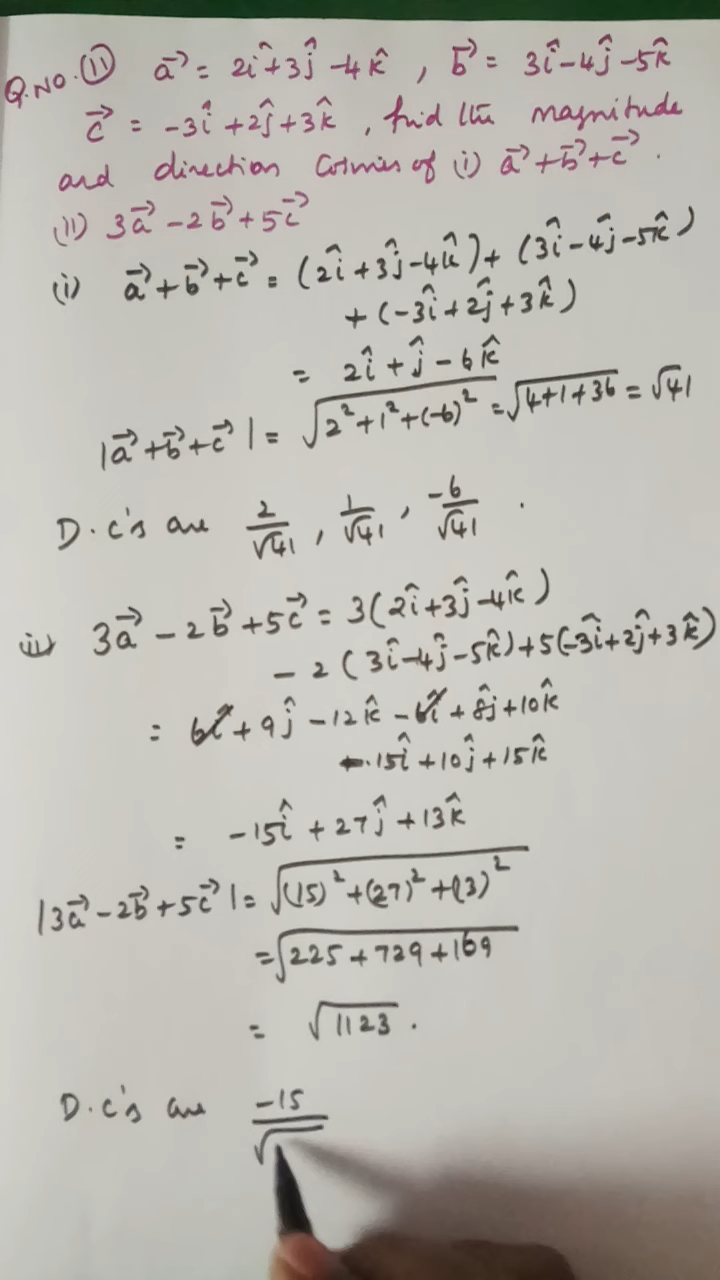 Q.NO. 11 a⃗ = 2î+3ĵ-4k̂ , b⃗ = 3î-4ĵ-5k̂
c⃗ = -3î+2ĵ+3k̂ , find the magnitude
and direction cosines of (i) a⃗+b⃗+c⃗ .
(ii) 3a⃗-2b⃗+5c⃗
(i) a⃗+b⃗+c⃗ = (2î+3ĵ-4k̂)+ (3î-4ĵ-5k̂)
+(-3î+2ĵ+3k̂)
= 2î+ĵ-6k̂
|a⃗+b⃗+c⃗| = √(2²+1²+(-6)²) = √(4+1+36) = √41
D.c's are 2/√41 , 1/√41 , -6/√41 .
ii) 3a⃗-2b⃗+5c⃗ = 3(2î+3ĵ-4k̂)
-2(3î-4ĵ-5k̂)+5(-3î+2ĵ+3k̂)
= 6î+9ĵ-12k̂-6î+8ĵ+10k̂
-15î+10ĵ+15k̂
= -15î+27ĵ+13k̂
|3a⃗-2b⃗+5c⃗| = √((15)²+(27)²+(13)²)
= √(225+729+169)
= √1123 .
D.c's are -15/√